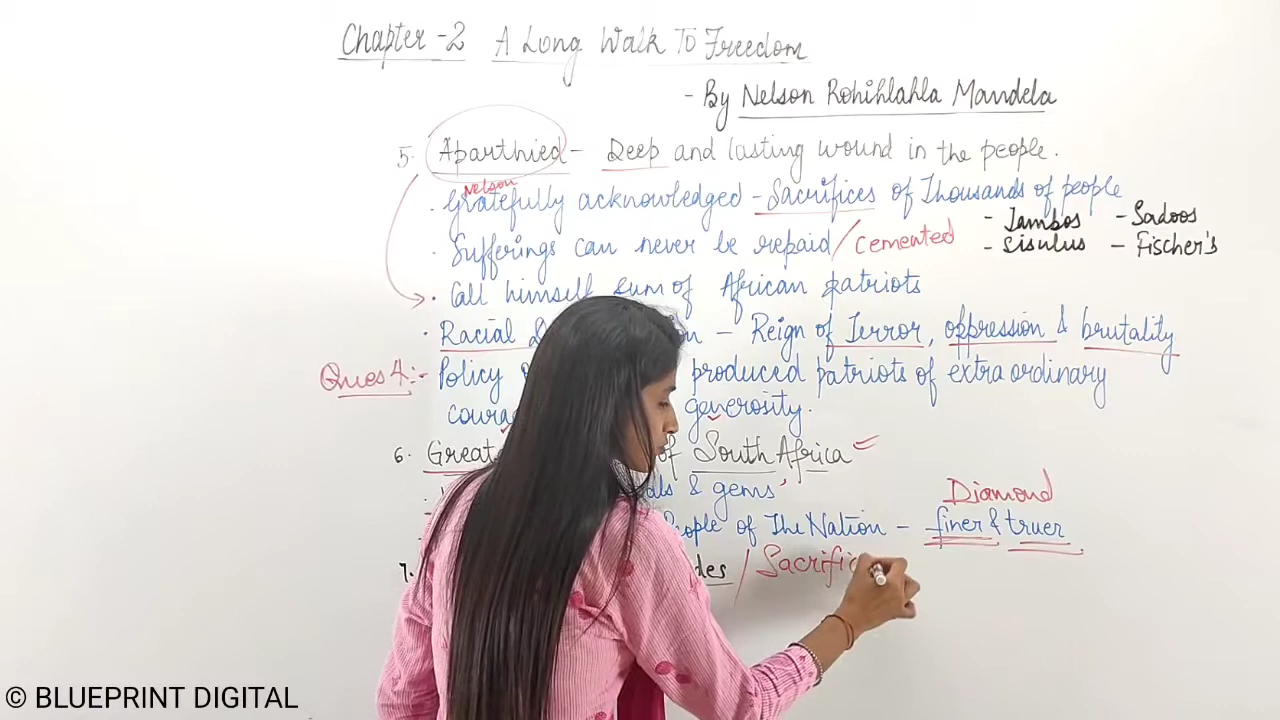 Chapter -2 A Long Walk To Freedom
- By Nelson Rohihlahla Mandela
5. Aparthied - Deep and lasting wound in the people.
Nelson
· Gratefully acknowledged - Sacrifices of Thousands of people
· Sufferings can never be repaid / cemented
- Tambos - Sadoos
- Sisulus - Fischer's
· Call himself sum of African patriots
· Racial - Reign of Terror, oppression & brutality
Ques 4:- Policy produced patriots of extra ordinary
generosity.
6. Great of South Africa =
& gems'
Diamond
People of The Nation - finer & truer
7. / Sacrific
© BLUEPRINT DIGITAL